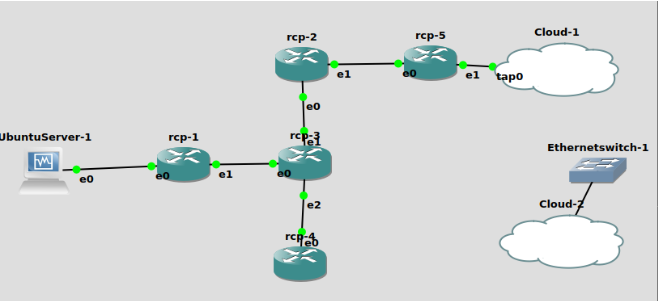 Cloud-1
rcp-2
rcp-5
e1
e0
e1
tap0
e0
UbuntuServer-1
rcp-1
rcp-3
e1
Ethernetswitch-1
e0
e0
e1
e0
e2
Cloud-2
rcp-4
e0